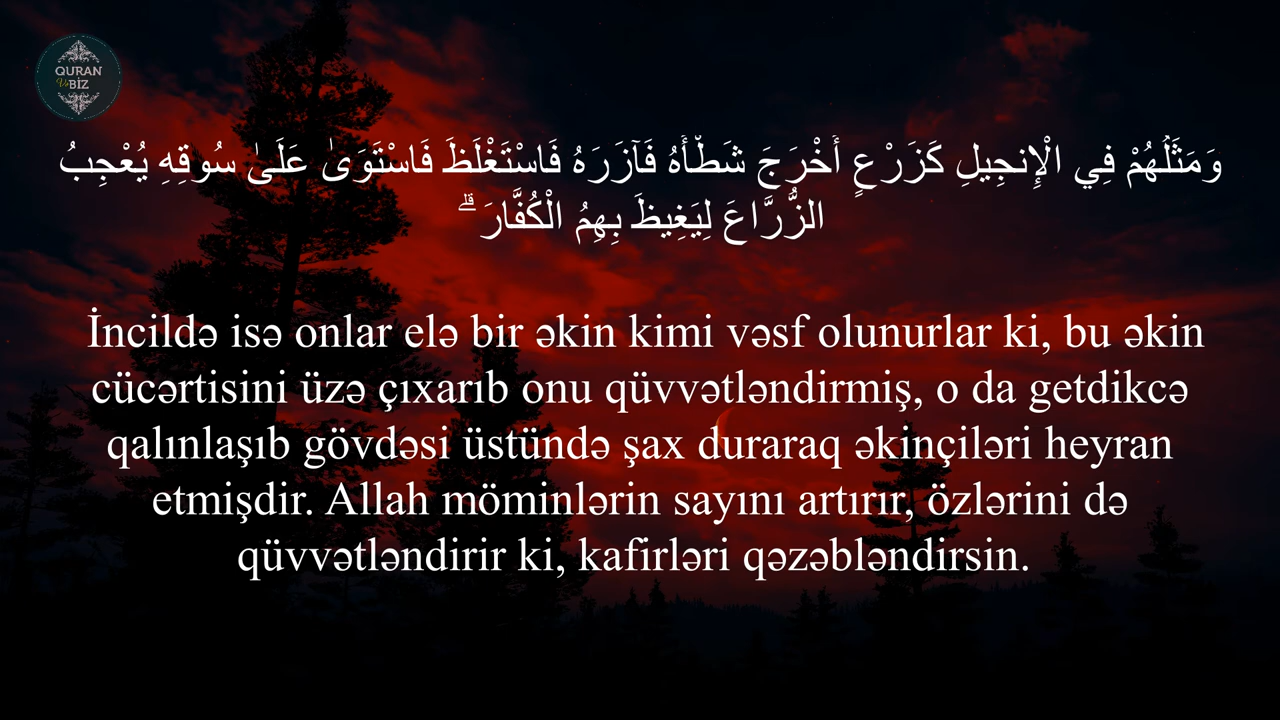 QURAN
Və BİZ
وَمَثَلُهُمْ فِي الْإِنجِيلِ كَزَرْعٍ أَخْرَجَ شَطْأَهُ فَآزَرَهُ فَاسْتَغْلَظَ فَاسْتَوَىٰ عَلَىٰ سُوقِهِ يُعْجِبُ
الزُّرَّاعَ لِيَغِيظَ بِهِمُ الْكُفَّارَ ۗ
İncildə isə onlar elə bir əkin kimi vəsf olunurlar ki, bu əkin
cücərtisini üzə çıxarıb onu qüvvətləndirmiş, o da getdikcə
qalınlaşıb gövdəsi üstündə şax duraraq əkinçiləri heyran
etmişdir. Allah möminlərin sayını artırır, özlərini də
qüvvətləndirir ki, kafirləri qəzəbləndirsin.